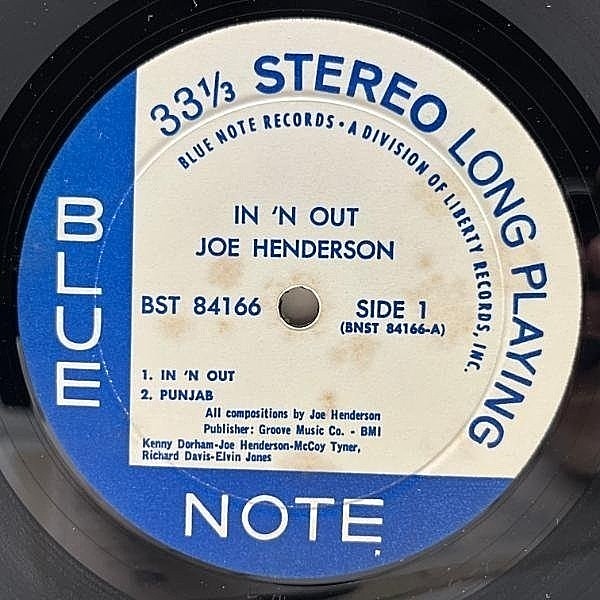 33⅓ STEREO LONG PLAYING
BLUE NOTE RECORDS • A DIVISION OF LIBERTY RECORDS, INC.
BLUE
IN 'N OUT
JOE HENDERSON
BST 84166
SIDE 1
(BNST 84166-A)
1. IN 'N OUT
2. PUNJAB
All compositions by Joe Henderson
Publisher: Groove Music Co. - BMI
Kenny Dorham-Joe Henderson-McCoy Tyner,
Richard Davis-Elvin Jones
NOTE